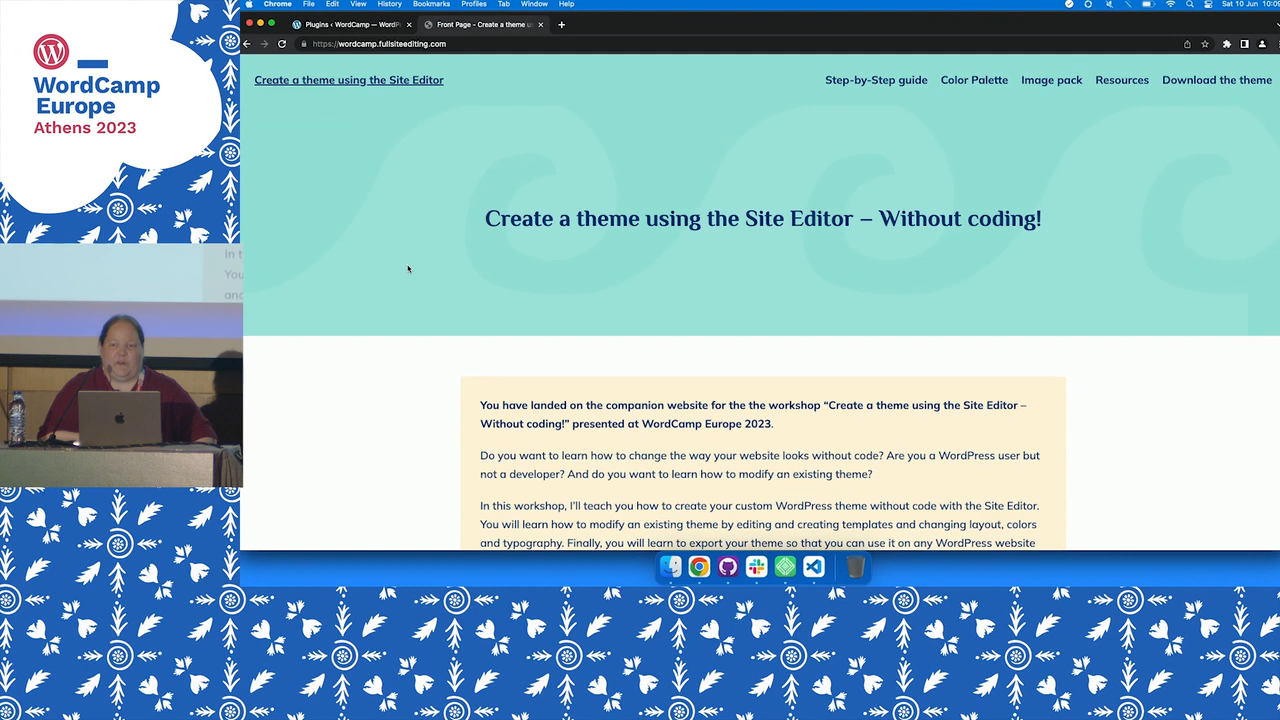 WordCamp
Europe
Athens 2023
Chrome File Edit View History Bookmarks Profiles Tab Window Help
Sat 10 Jun 10:09
Plugins ‹ WordCamp — WordP
Front Page - Create a theme u
https://wordcamp.fullsiteediting.com
Create a theme using the Site Editor
Step-by-Step guide Color Palette Image pack Resources Download the theme
Create a theme using the Site Editor – Without coding!
You have landed on the companion website for the the workshop “Create a theme using the Site Editor –
Without coding!” presented at WordCamp Europe 2023.
Do you want to learn how to change the way your website looks without code? Are you a WordPress user but
not a developer? And do you want to learn how to modify an existing theme?
In this workshop, I’ll teach you how to create your custom WordPress theme without code with the Site Editor.
You will learn how to modify an existing theme by editing and creating templates and changing layout, colors
and typography. Finally, you will learn to export your theme so that you can use it on any WordPress website
In t
You
and